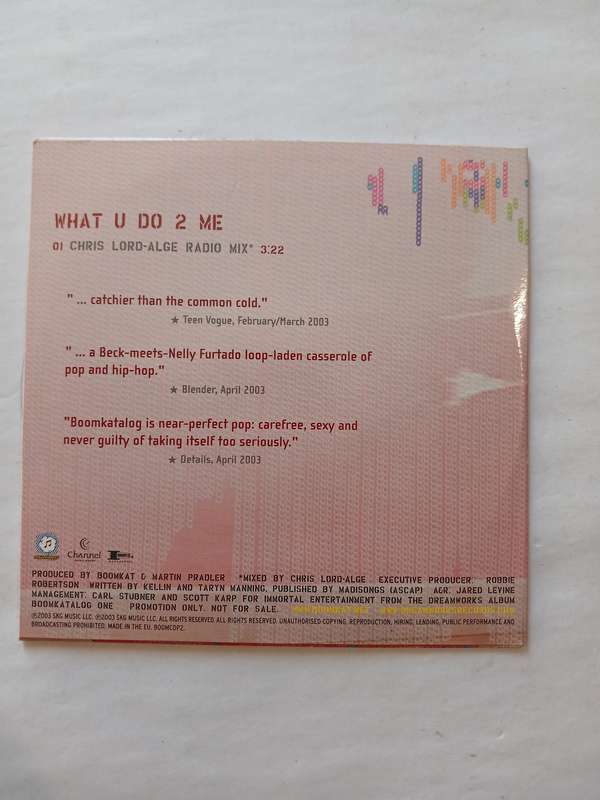 WHAT U DO 2 ME
01 CHRIS LORD-ALGE RADIO MIX* 3:22
" ... catchier than the common cold."
★ Teen Vogue, February/March 2003
" ... a Beck-meets-Nelly Furtado loop-laden casserole of
pop and hip-hop."
★ Blender, April 2003
"Boomkatalog is near-perfect pop: carefree, sexy and
never guilty of taking itself too seriously."
★ Details, April 2003
Channel
PRODUCED BY BOOMKAT & MARTIN PRADLER *MIXED BY CHRIS LORD-ALGE EXECUTIVE PRODUCER: ROBBIE
ROBERTSON WRITTEN BY KELLIN AND TARYN MANNING, PUBLISHED BY MADISONGS (ASCAP) A&R: JARED LEVINE
MANAGEMENT: CARL STUBNER AND SCOTT KARP FOR IMMORTAL ENTERTAINMENT FROM THE DREAMWORKS ALBUM
BOOMKATALOG ONE PROMOTION ONLY. NOT FOR SALE. WWW.DREAMWORKSRECORDS.COM
℗2003 SKG MUSIC LLC. ©2003 SKG MUSIC LLC. ALL RIGHTS RESERVED. ALL RIGHTS RESERVED. UNAUTHORISED COPYING, REPRODUCTION, HIRING, LENDING, PUBLIC PERFORMANCE AND
BROADCASTING PROHIBITED. MADE IN THE EU. BOOMCDP2.